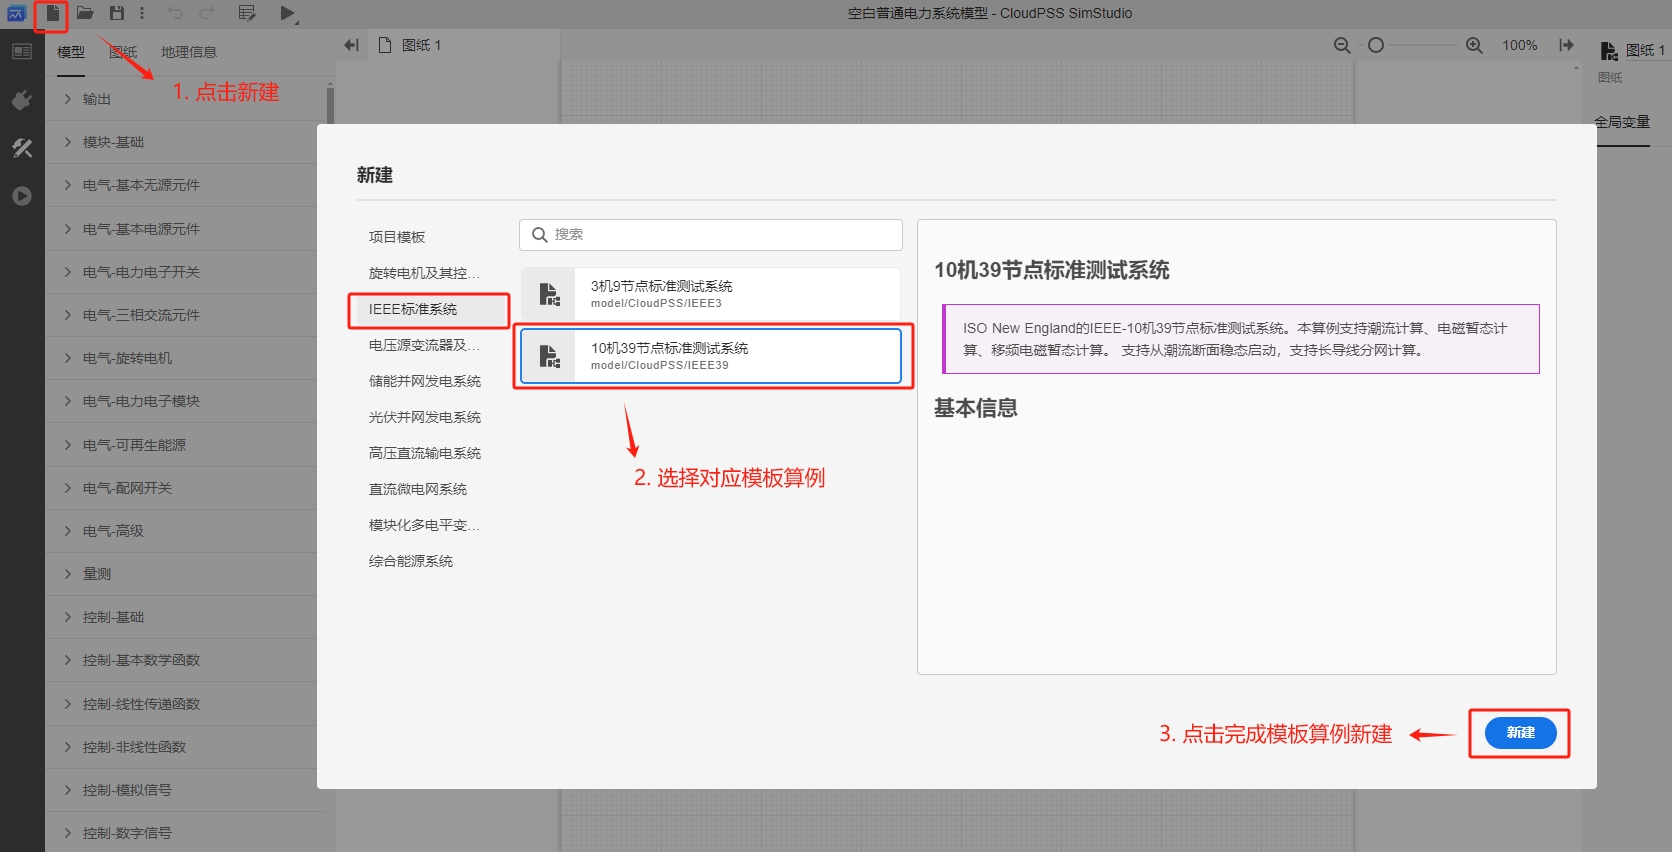 空白普通电力系统模型 - CloudPSS SimStudio
模型
图纸
地理信息
图纸 1
100%
图纸 1
图纸
全局变量
1. 点击新建
输出
模块-基础
电气-基本无源元件
电气-基本电源元件
电气-电力电子开关
电气-三相交流元件
电气-旋转电机
电气-电力电子模块
电气-可再生能源
电气-配网开关
电气-高级
量测
控制-基础
控制-基本数学函数
控制-线性传递函数
控制-非线性函数
控制-模拟信号
控制-数字信号
新建
项目模板
旋转电机及其控...
IEEE标准系统
电压源变流器及...
储能并网发电系统
光伏并网发电系统
高压直流输电系统
直流微电网系统
模块化多电平变...
综合能源系统
搜索
3机9节点标准测试系统
model/CloudPSS/IEEE3
10机39节点标准测试系统
model/CloudPSS/IEEE39
2. 选择对应模板算例
10机39节点标准测试系统
ISO New England的IEEE-10机39节点标准测试系统。本算例支持潮流计算、电磁暂态计
算、移频电磁暂态计算。 支持从潮流断面稳态启动，支持长导线分网计算。
基本信息
3. 点击完成模板算例新建
新建